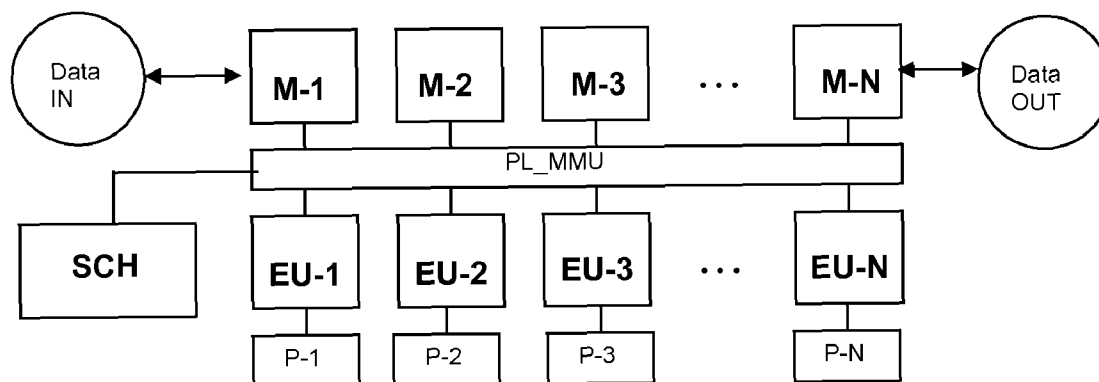 Data
IN
M-1
M-2
M-3
...
M-N
Data
OUT
PL_MMU
SCH
EU-1
EU-2
EU-3
...
EU-N
P-1
P-2
P-3
P-N